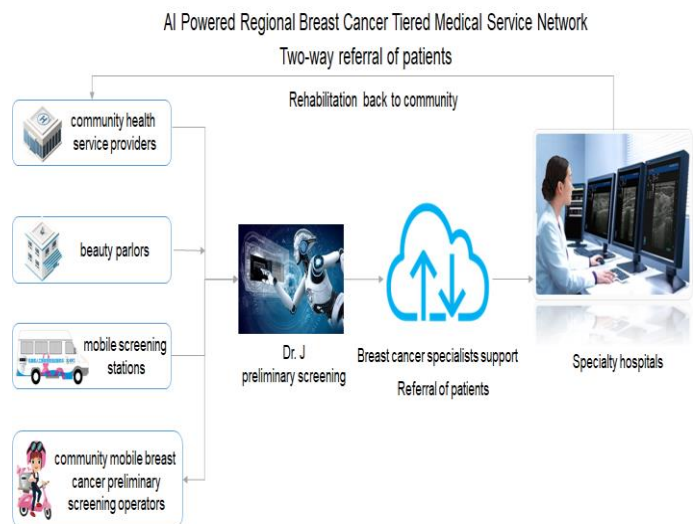 AI Powered Regional Breast Cancer Tiered Medical Service Network
Two-way referral of patients
Rehabilitation back to community
community health
service providers
beauty parlors
mobile screening
stations
community mobile breast
cancer preliminary
screening operators
Dr. J
preliminary screening
Breast cancer specialists support
Referral of patients
Specialty hospitals
H